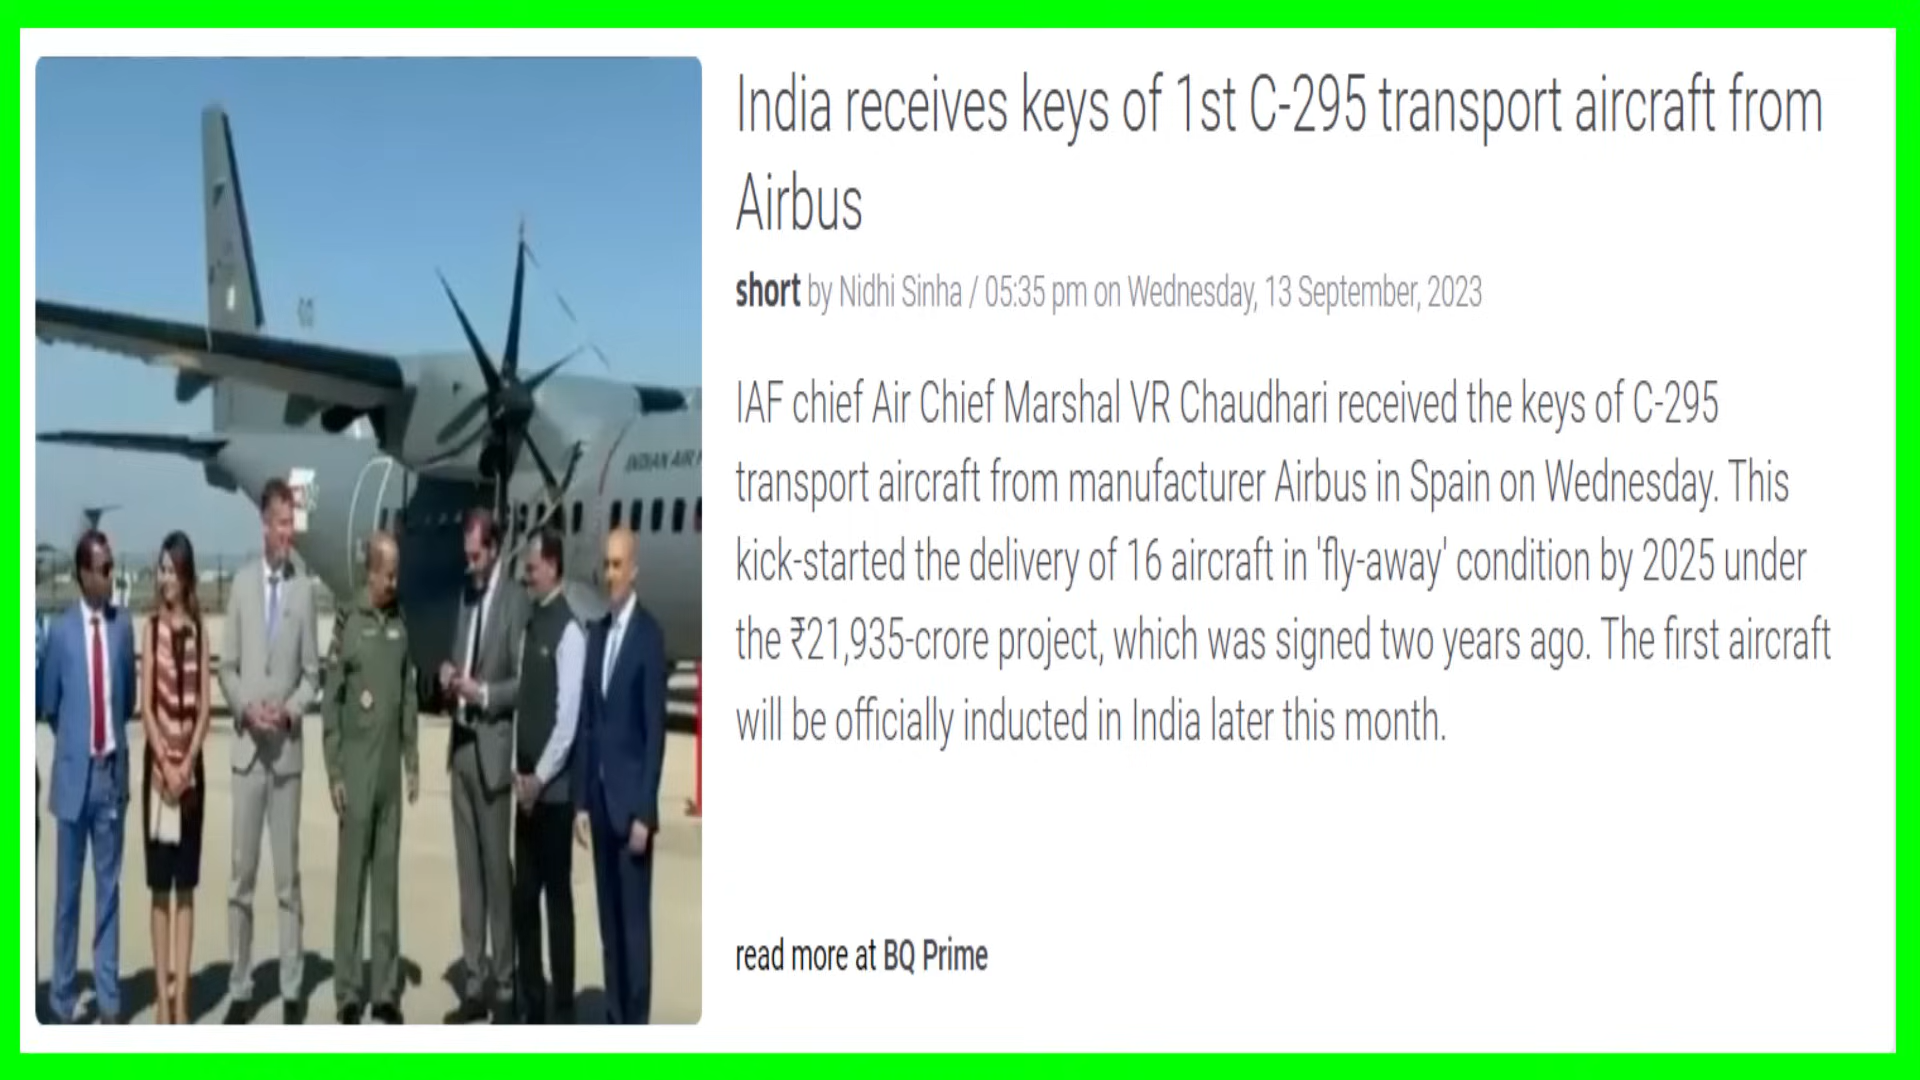 India receives keys of 1st C-295 transport aircraft from
Airbus
short by Nidhi Sinha / 05:35 pm on Wednesday, 13 September, 2023
IAF chief Air Chief Marshal VR Chaudhari received the keys of C-295
transport aircraft from manufacturer Airbus in Spain on Wednesday. This
kick-started the delivery of 16 aircraft in 'fly-away' condition by 2025 under
the ₹21,935-crore project, which was signed two years ago. The first aircraft
will be officially inducted in India later this month.
read more at BQ Prime
INDIAN AIR